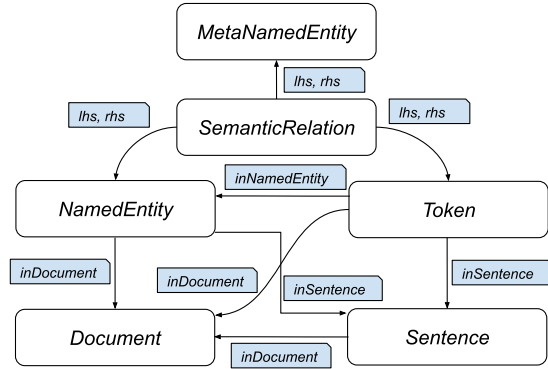 MetaNamedEntity
lhs, rhs
lhs, rhs
lhs, rhs
SemanticRelation
inNamedEntity
NamedEntity
Token
inDocument
inDocument
inSentence
inSentence
Document
Sentence
inDocument